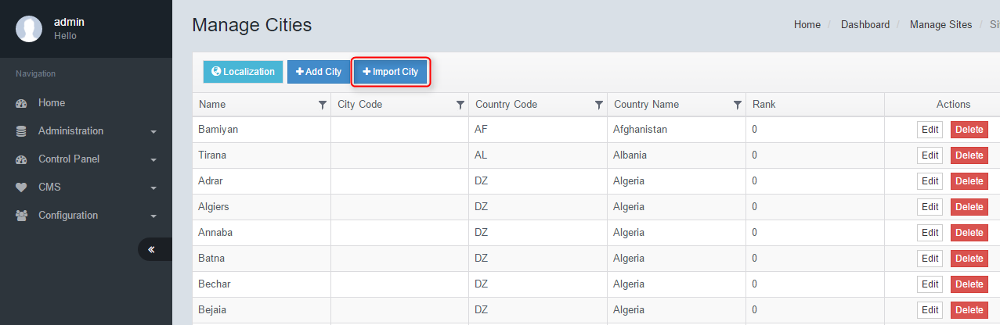 admin
Hello
Navigation
Home
Administration
Control Panel
CMS
Configuration
Manage Cities
Home / Dashboard / Manage Sites /
Localization Add City Import City
Name City Code Country Code Country Name Rank Actions
Bamiyan AF Afghanistan 0 Edit Delete
Tirana AL Albania 0 Edit Delete
Adrar DZ Algeria 0 Edit Delete
Algiers DZ Algeria 0 Edit Delete
Annaba DZ Algeria 0 Edit Delete
Batna DZ Algeria 0 Edit Delete
Bechar DZ Algeria 0 Edit Delete
Bejaia DZ Algeria 0 Edit Delete